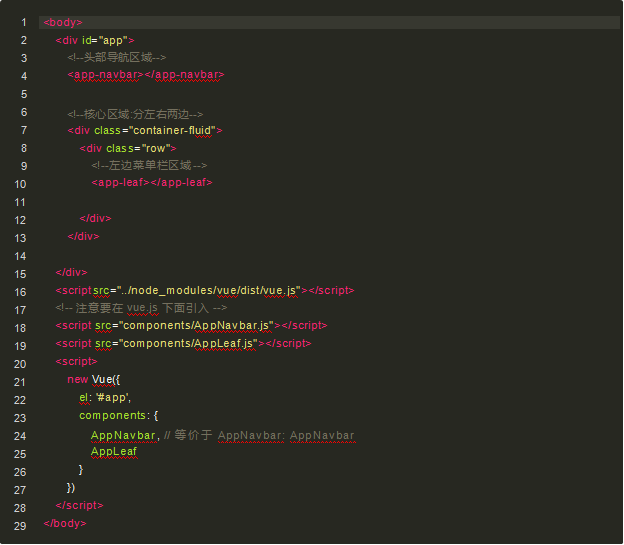 1 <body>
2 <div id="app">
3 <!--头部导航区域-->
4 <app-navbar></app-navbar>
5
6 <!--核心区域:分左右两边-->
7 <div class="container-fluid">
8 <div class="row">
9 <!--左边菜单栏区域-->
10 <app-leaf></app-leaf>
11
12 </div>
13 </div>
14
15 </div>
16 <script src="../node_modules/vue/dist/vue.js"></script>
17 <!-- 注意要在 vue.js 下面引入 -->
18 <script src="components/AppNavbar.js"></script>
19 <script src="components/AppLeaf.js"></script>
20 <script>
21 new Vue({
22 el: '#app',
23 components: {
24 AppNavbar, // 等价于 AppNavbar: AppNavbar
25 AppLeaf
26 }
27 })
28 </script>
29 </body>